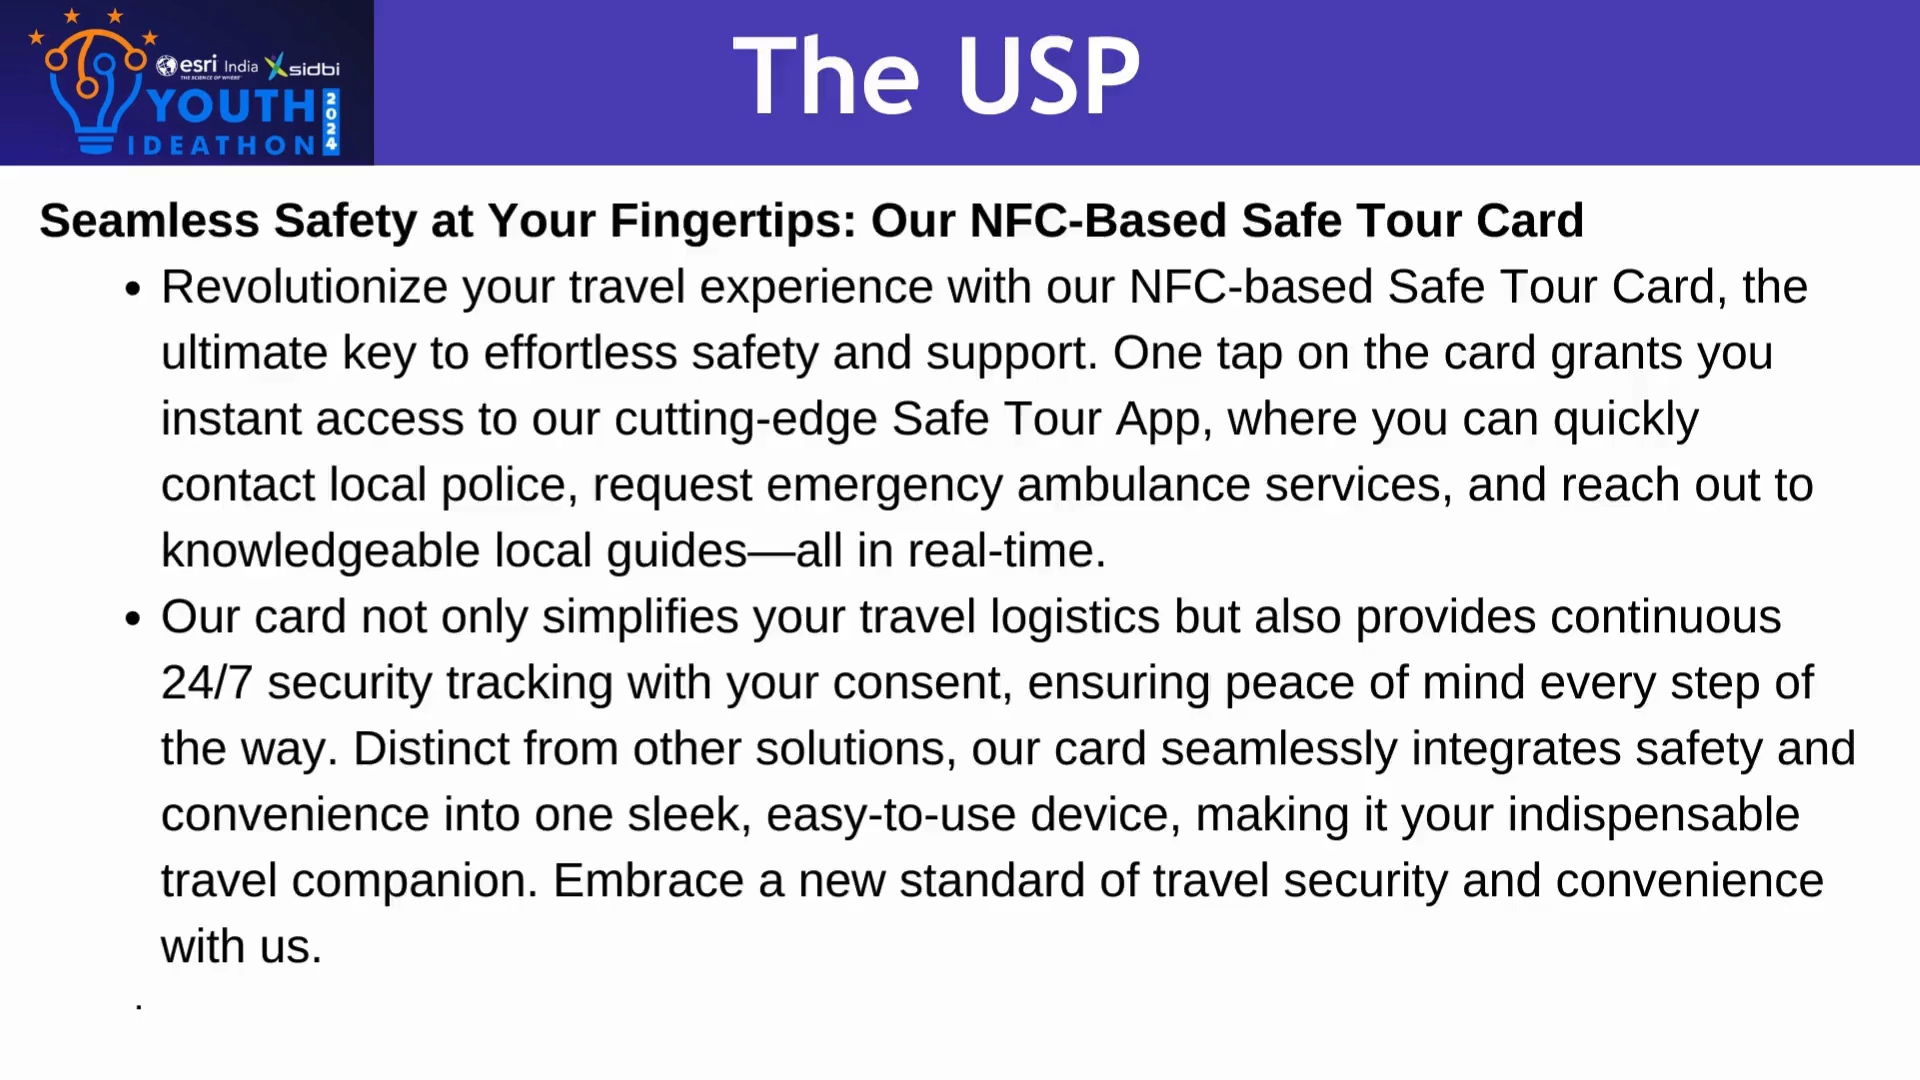 esri India sidbi
THE SCIENCE OF WHERE
YOUTH
IDEATHON
2024
The USP
Seamless Safety at Your Fingertips: Our NFC-Based Safe Tour Card
• Revolutionize your travel experience with our NFC-based Safe Tour Card, the
ultimate key to effortless safety and support. One tap on the card grants you
instant access to our cutting-edge Safe Tour App, where you can quickly
contact local police, request emergency ambulance services, and reach out to
knowledgeable local guides—all in real-time.
• Our card not only simplifies your travel logistics but also provides continuous
24/7 security tracking with your consent, ensuring peace of mind every step of
the way. Distinct from other solutions, our card seamlessly integrates safety and
convenience into one sleek, easy-to-use device, making it your indispensable
travel companion. Embrace a new standard of travel security and convenience
with us.
.